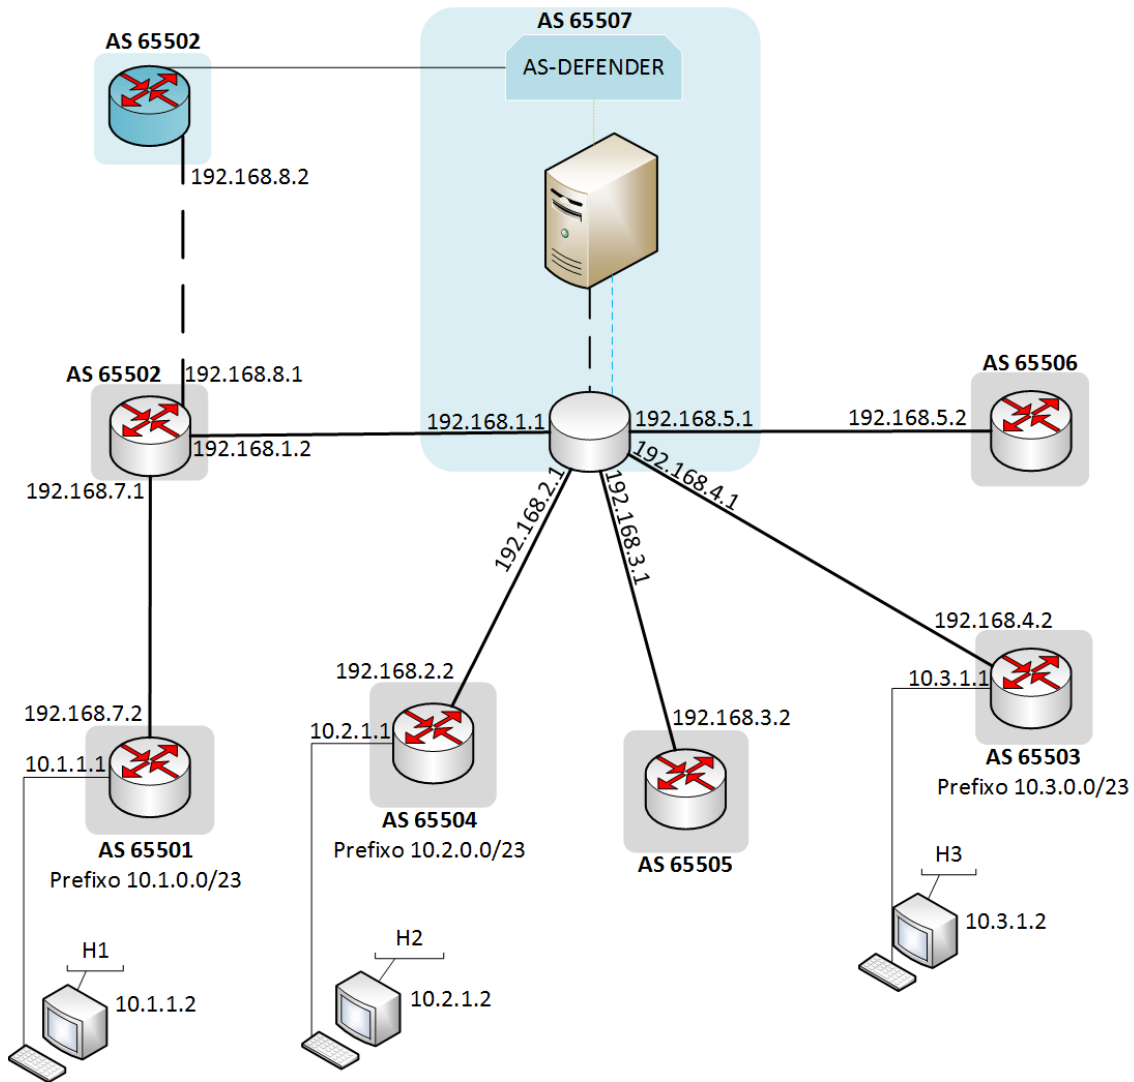 AS 65507
AS 65502
AS-DEFENDER
192.168.8.2
AS 65502
192.168.8.1
192.168.1.1
192.168.1.2
192.168.7.1
192.168.5.1
192.168.5.2
AS 65506
192.168.4.1
192.168.2.1
192.168.3.1
192.168.4.2
10.3.1.1
AS 65503
Prefixo 10.3.0.0/23
192.168.2.2
10.2.1.1
192.168.3.2
192.168.7.2
10.1.1.1
AS 65504
Prefixo 10.2.0.0/23
AS 65501
Prefixo 10.1.0.0/23
AS 65505
H3
10.3.1.2
H1
10.1.1.2
H2
10.2.1.2